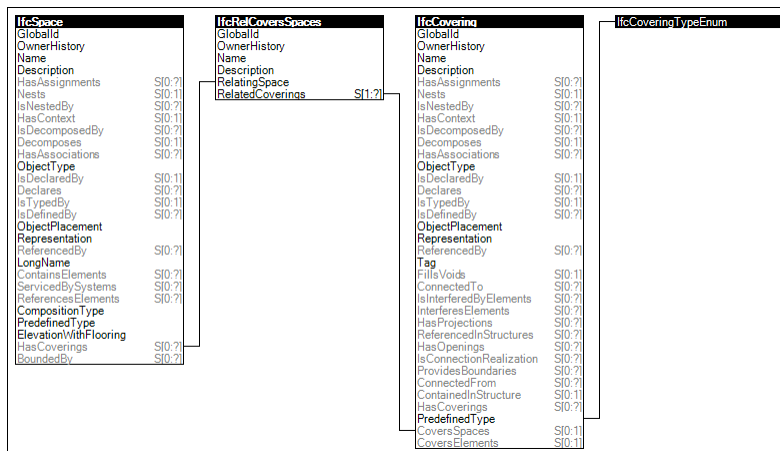 IfcSpace
GlobalId
OwnerHistory
Name
Description
HasAssignments S[0:?]
Nests S[0:1]
IsNestedBy S[0:?]
HasContext S[0:1]
IsDecomposedBy S[0:?]
Decomposes S[0:1]
HasAssociations S[0:?]
ObjectType
IsDeclaredBy S[0:1]
Declares S[0:?]
IsTypedBy S[0:1]
IsDefinedBy S[0:?]
ObjectPlacement
Representation
ReferencedBy S[0:?]
LongName
ContainsElements S[0:?]
ServicedBySystems S[0:?]
ReferencesElements S[0:?]
CompositionType
PredefinedType
ElevationWithFlooring
HasCoverings S[0:?]
BoundedBy S[0:?]
IfcRelCoversSpaces
GlobalId
OwnerHistory
Name
Description
RelatingSpace
RelatedCoverings S[1:?]
IfcCovering
GlobalId
OwnerHistory
Name
Description
HasAssignments S[0:?]
Nests S[0:1]
IsNestedBy S[0:?]
HasContext S[0:1]
IsDecomposedBy S[0:?]
Decomposes S[0:1]
HasAssociations S[0:?]
ObjectType
IsDeclaredBy S[0:1]
Declares S[0:?]
IsTypedBy S[0:1]
IsDefinedBy S[0:?]
ObjectPlacement
Representation
ReferencedBy S[0:?]
Tag
FillsVoids S[0:1]
ConnectedTo S[0:?]
IsInterferedByElements S[0:?]
InterferesElements S[0:?]
HasProjections S[0:?]
ReferencedInStructures S[0:?]
HasOpenings S[0:?]
IsConnectionRealization S[0:?]
ProvidesBoundaries S[0:?]
ConnectedFrom S[0:?]
ContainedInStructure S[0:1]
HasCoverings S[0:?]
PredefinedType
CoversSpaces S[0:1]
CoversElements S[0:1]
IfcCoveringTypeEnum